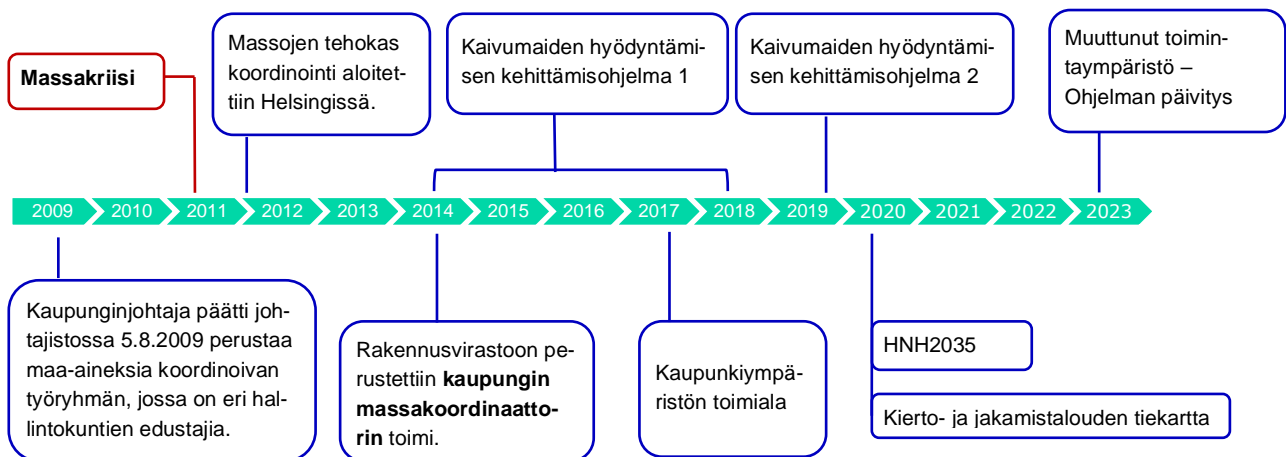 Massakriisi
Massojen tehokas
koordinointi aloitet-
tiin Helsingissä.
Kaivumaiden hyödyntämi-
sen kehittämisohjelma 1
Kaivumaiden hyödyntämi-
sen kehittämisohjelma 2
Muuttunut toimin-
taympäristö –
Ohjelman päivitys
2009 2010 2011 2012 2013 2014 2015 2016 2017 2018 2019 2020 2021 2022 2023
Kaupunginjohtaja päätti joh-
tajistossa 5.8.2009 perustaa
maa-aineksia koordinoivan
työryhmän, jossa on eri hal-
lintokuntien edustajia.
Rakennusvirastoon pe-
rustettiin kaupungin
massakoordinaatto-
rin toimi.
Kaupunkiympä-
ristön toimiala
HNH2035
Kierto- ja jakamistalouden tiekartta